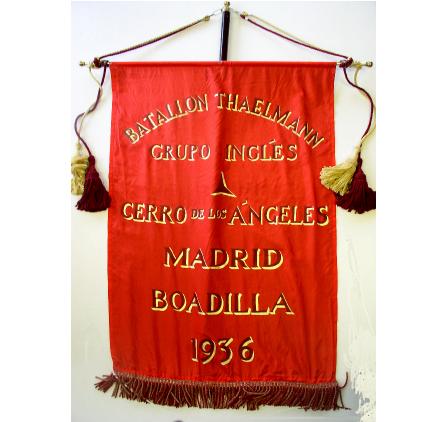 BATALLON THAELMANN
GRUPO INGLÉS
CERRO DE LOS ÁNGELES
MADRID
BOADILLA
1936